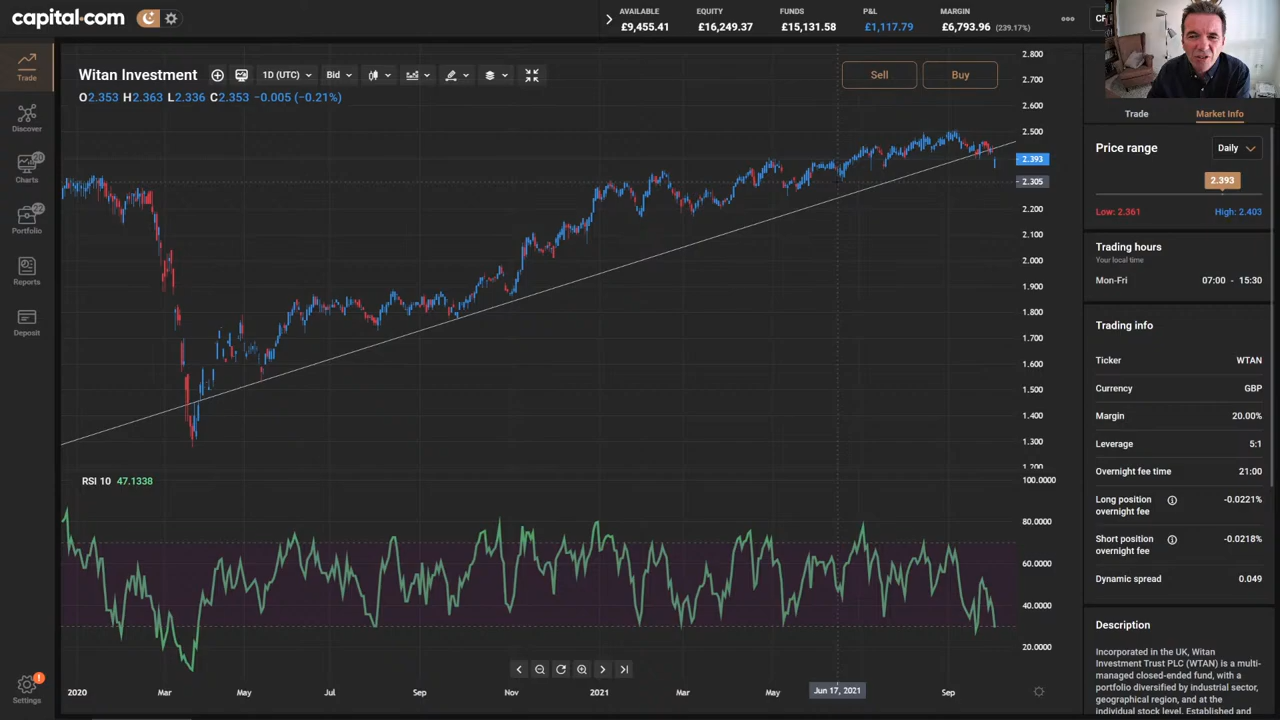 capital.com
AVAILABLE
£9,455.41
EQUITY
£16,249.37
FUNDS
£15,131.58
P&L
£1,117.79
MARGIN
£6,793.96 (239.17%)
Trade
Discover
20
Charts
22
Portfolio
Reports
Deposit
!
Settings
Witan Investment
1D (UTC)
Bid
O2.353 H2.363 L2.336 C2.353 −0.005 (−0.21%)
Sell
Buy
2.800
2.700
2.600
2.500
2.393
2.305
2.200
2.100
2.000
1.900
1.800
1.700
1.600
1.500
1.400
1.300
1.200
RSI 10 47.1338
100.0000
80.0000
60.0000
40.0000
20.0000
2020
Mar
May
Jul
Sep
Nov
2021
Mar
May
Jun 17, 2021
Sep
Trade
Market Info
Price range
Daily
2.393
Low: 2.361
High: 2.403
Trading hours
Your local time
Mon-Fri
07:00 - 15:30
Trading info
Ticker
WTAN
Currency
GBP
Margin
20.00%
Leverage
5:1
Overnight fee time
21:00
Long position
overnight fee
-0.0221%
Short position
overnight fee
-0.0218%
Dynamic spread
0.049
Description
Incorporated in the UK, Witan
Investment Trust PLC (WTAN) is a multi-
managed closed-ended fund, with a
portfolio diversified by industrial sector,
geographical region, and at the
individual stock level. Established and